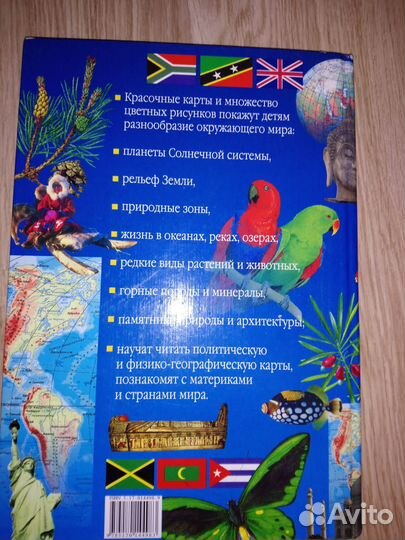 Красочные карты и множество
цветных рисунков покажут детям
разнообразие окружающего мира:
планеты Солнечной системы,
рельеф Земли,
природные зоны,
жизнь в океанах, реках, озерах,
редкие виды растений и животных,
горные породы и минералы,
памятники природы и архитектуры;
научат читать политическую
и физико-географическую карты,
познакомят с материками
и странами мира.
Avito